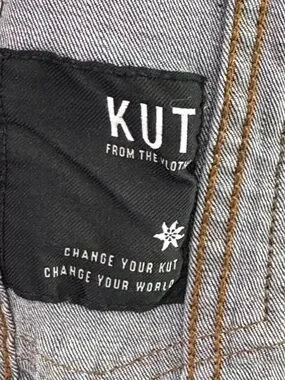 KUT
FROM THE KLOTH
CHANGE YOUR KUT
CHANGE YOUR WORLD